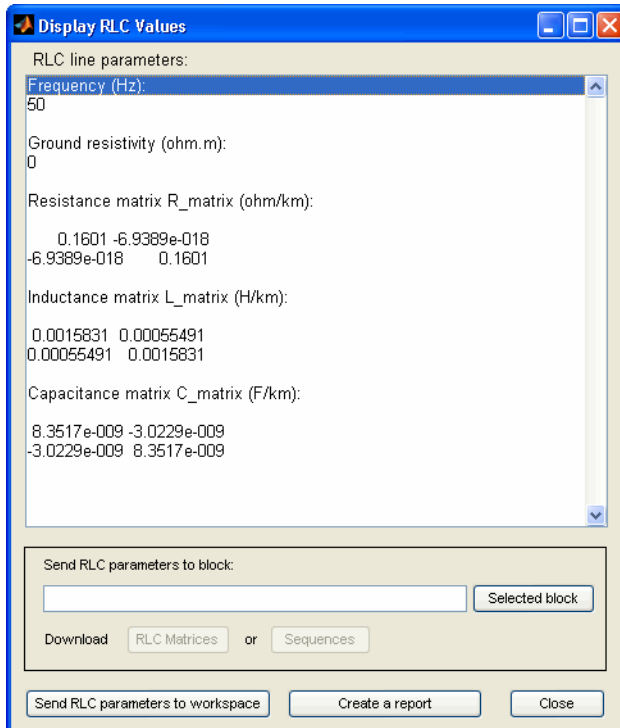 Display RLC Values
RLC line parameters:
Frequency (Hz):
50
Ground resistivity (ohm.m):
0
Resistance matrix R_matrix (ohm/km):
0.1601 -6.9389e-018
-6.9389e-018 0.1601
Inductance matrix L_matrix (H/km):
0.0015831 0.00055491
0.00055491 0.0015831
Capacitance matrix C_matrix (F/km):
8.3517e-009 -3.0229e-009
-3.0229e-009 8.3517e-009
Send RLC parameters to block:
Selected block
Download RLC Matrices or Sequences
Send RLC parameters to workspace Create a report Close